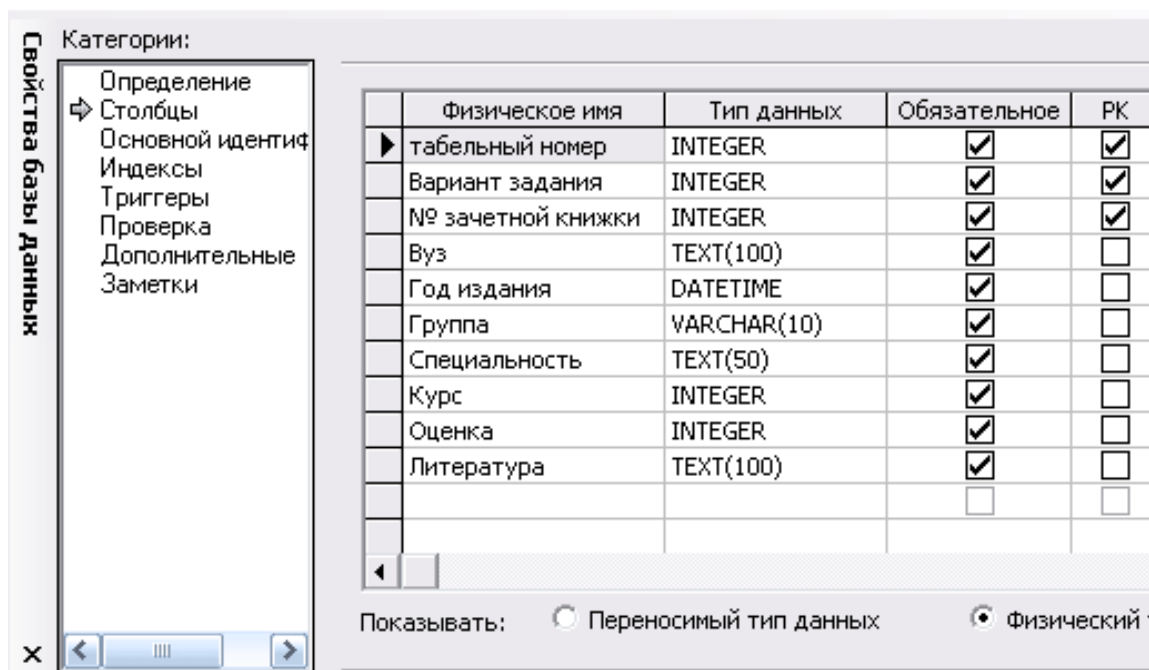 Свойства базы данных
Категории:
Определение
Столбцы
Основной идентиф
Индексы
Триггеры
Проверка
Дополнительные
Заметки
Физическое имя Тип данных Обязательное PK
табельный номер INTEGER
Вариант задания INTEGER
№ зачетной книжки INTEGER
Вуз TEXT(100)
Год издания DATETIME
Группа VARCHAR(10)
Специальность TEXT(50)
Курс INTEGER
Оценка INTEGER
Литература TEXT(100)
Показывать: Переносимый тип данных Физический т